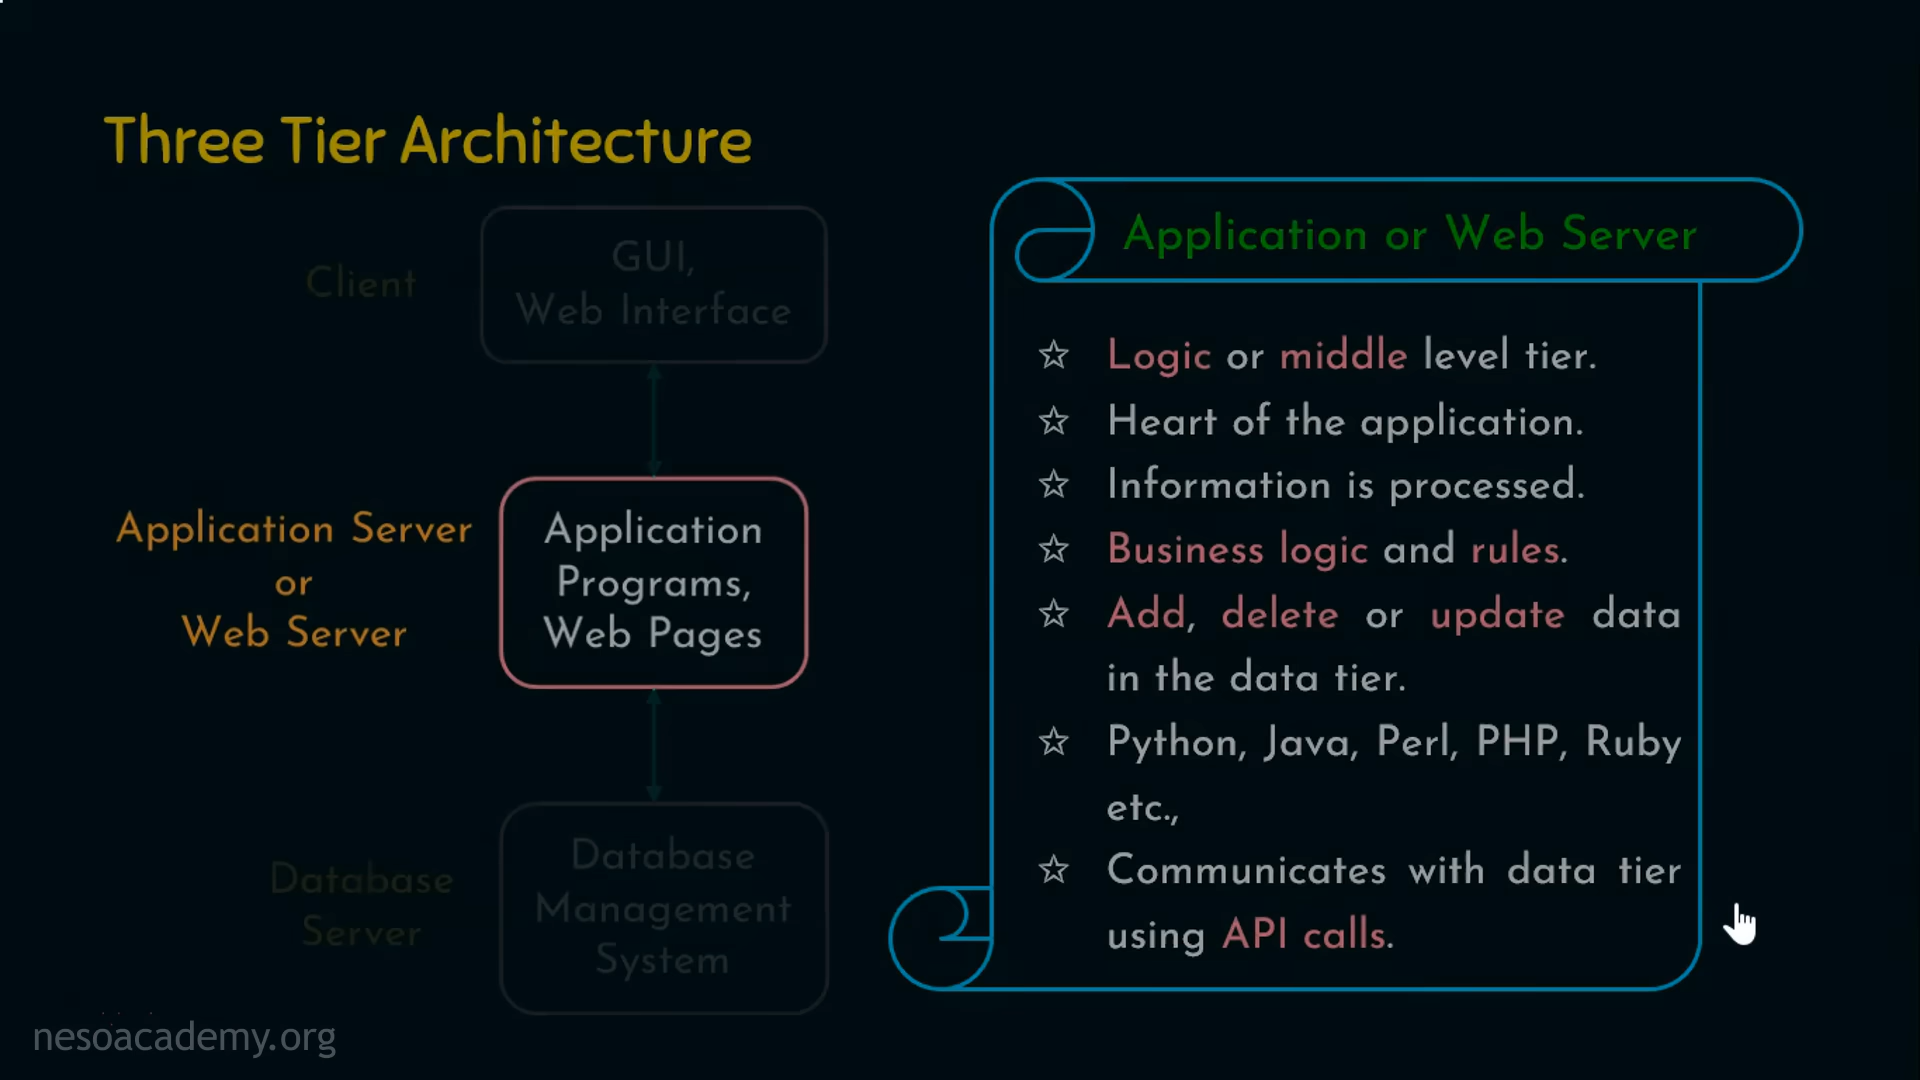 Three Tier Architecture
Client
GUI,
Web Interface
Application Server
or
Web Server
Application
Programs,
Web Pages
Database
Server
Database
Management
System
Application or Web Server
☆ Logic or middle level tier.
☆ Heart of the application.
☆ Information is processed.
☆ Business logic and rules.
☆ Add, delete or update data
in the data tier.
☆ Python, Java, Perl, PHP, Ruby
etc.,
☆ Communicates with data tier
using API calls.
nesoacademy.org